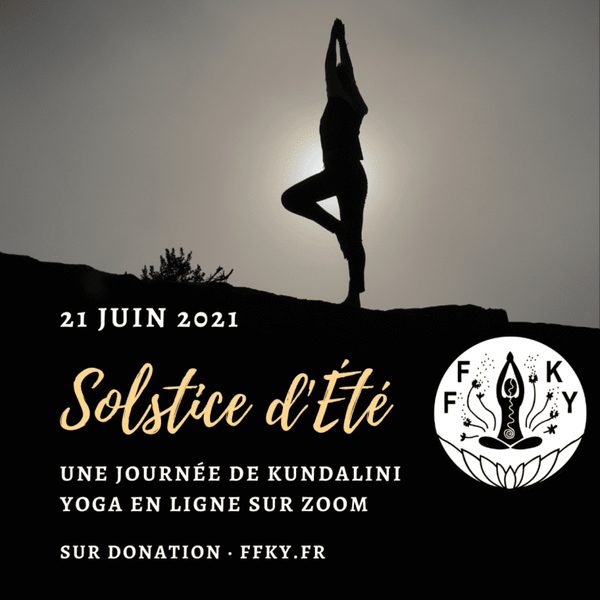 21 JUIN 2021
Solstice d'Été
F K
F Y
UNE JOURNÉE DE KUNDALINI
YOGA EN LIGNE SUR ZOOM
SUR DONATION · FFKY.FR